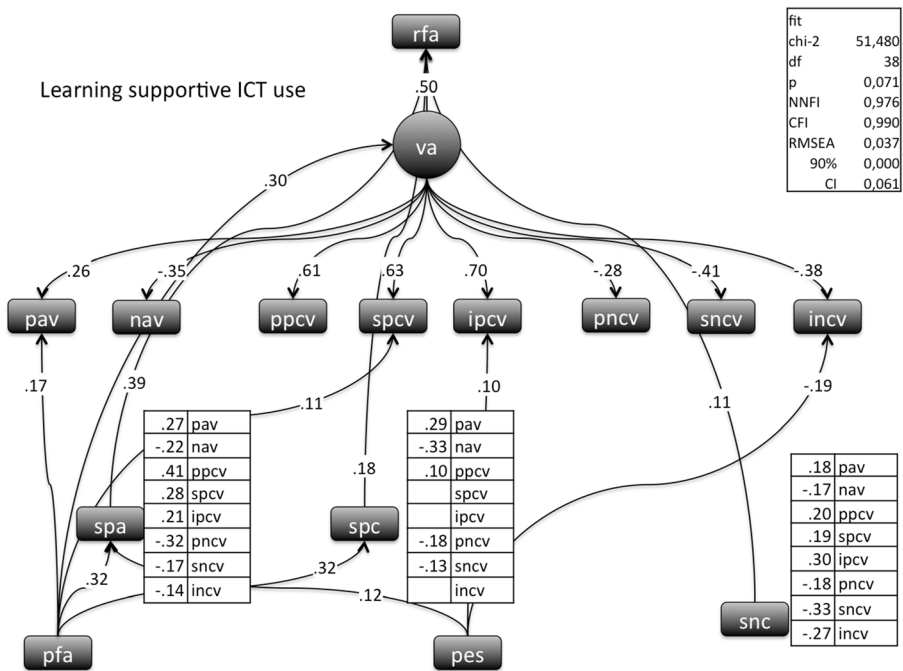 rfa
fit
chi-2 51,480
df 38
p 0,071
NNFI 0,976
CFI 0,990
RMSEA 0,037
90% 0,000
CI 0,061
Learning supportive ICT use
.50
va
.30
.26 -.35 .61 .63 .70 -.28 -.41 -.38
pav nav ppcv spcv ipcv pncv sncv incv
.17 .39 .11 .10 .11 -.19
.27 pav
-.22 nav
.41 ppcv
.28 spcv
.21 ipcv
-.32 pncv
-.17 sncv
-.14 incv
.29 pav
-.33 nav
.10 ppcv
spcv
ipcv
-.18 pncv
-.13 sncv
incv
.18 pav
-.17 nav
.20 ppcv
.19 spcv
.30 ipcv
-.18 pncv
-.33 sncv
-.27 incv
.18
spa spc
.32 .32 .12
snc
pfa pes